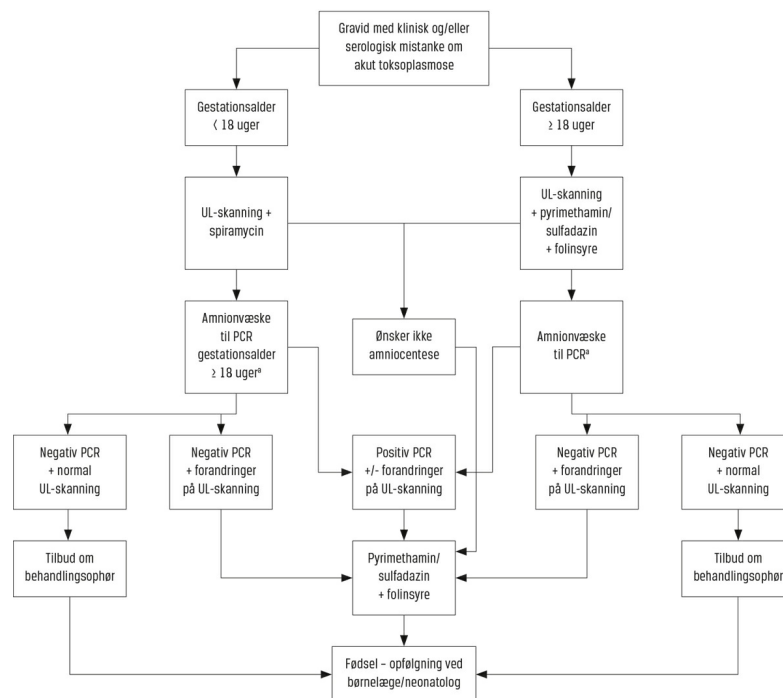 Gravid med klinisk og/eller
serologisk mistanke om
akut toksoplasmose
Gestationsalder
< 18 uger
Gestationsalder
≥ 18 uger
UL-skanning +
spiramycin
UL-skanning
+ pyrimethamin/
sulfadazin
+ folinsyre
Amnionvæske
til PCR
gestationsalder
≥ 18 ugerª
Ønsker ikke
amniocentese
Amnionvæske
til PCRª
Negativ PCR
+ normal
UL-skanning
Negativ PCR
+ forandringer
på UL-skanning
Positiv PCR
+/- forandringer
på UL-skanning
Negativ PCR
+ forandringer
på UL-skanning
Negativ PCR
+ normal
UL-skanning
Tilbud om
behandlingsophør
Pyrimethamin/
sulfadazin
+ folinsyre
Tilbud om
behandlingsophør
Fødsel – opfølgning ved
børnelæge/neonatolog